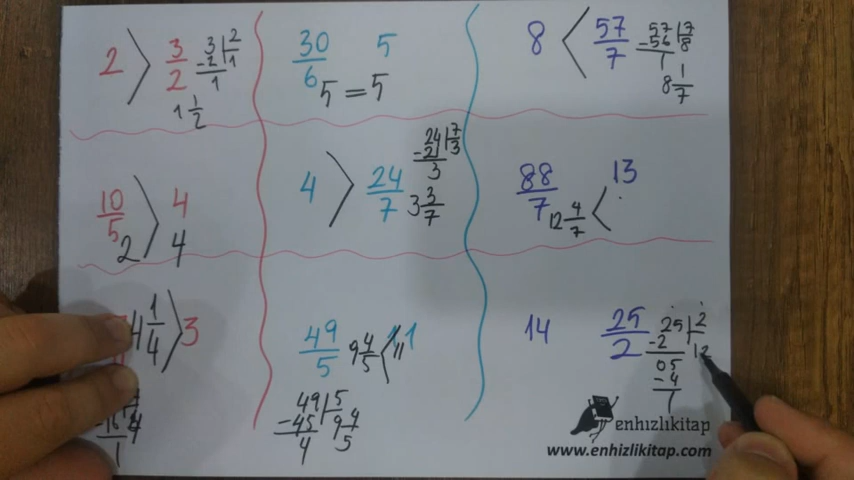 2 > 3/2
3 | 2
-2 | 1
1
1 1/2
30/6 5
5 = 5
8 < 57/7
57 | 7
-56 | 8
1
8 1/7
10/5 > 4
2 4
4 > 24/7
24 | 7
-21 | 3
3
3 3/7
88/7 < 13
12 4/7
4 1/4 > 3
-16
1
49/5 < 11
9 4/5
49 | 5
-45 | 9
4
9 4/5
14 25/2
25 | 2
-2 | 12
05
-4
1
enhızlıkitap
www.enhizlikitap.com